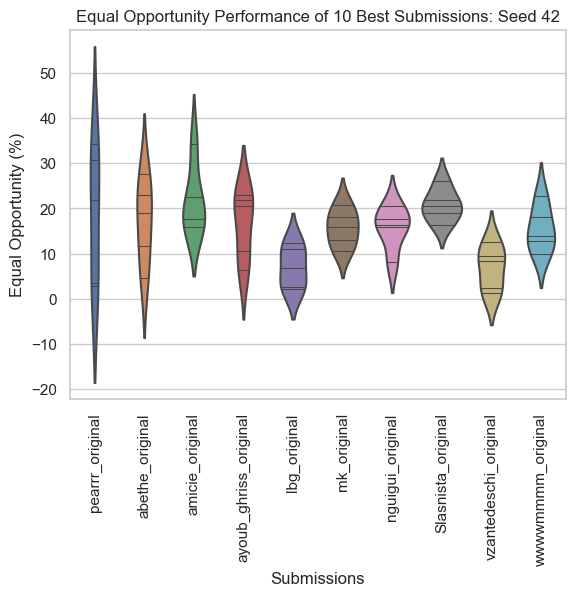 Equal Opportunity Performance of 10 Best Submissions: Seed 42
Equal Opportunity (%)
50
40
30
20
10
0
−10
−20
pearrr_original
abethe_original
amicie_original
ayoub_ghriss_original
lbg_original
mk_original
nguigui_original
Slasnista_original
vzantedeschi_original
wwwwmmmm_original
Submissions